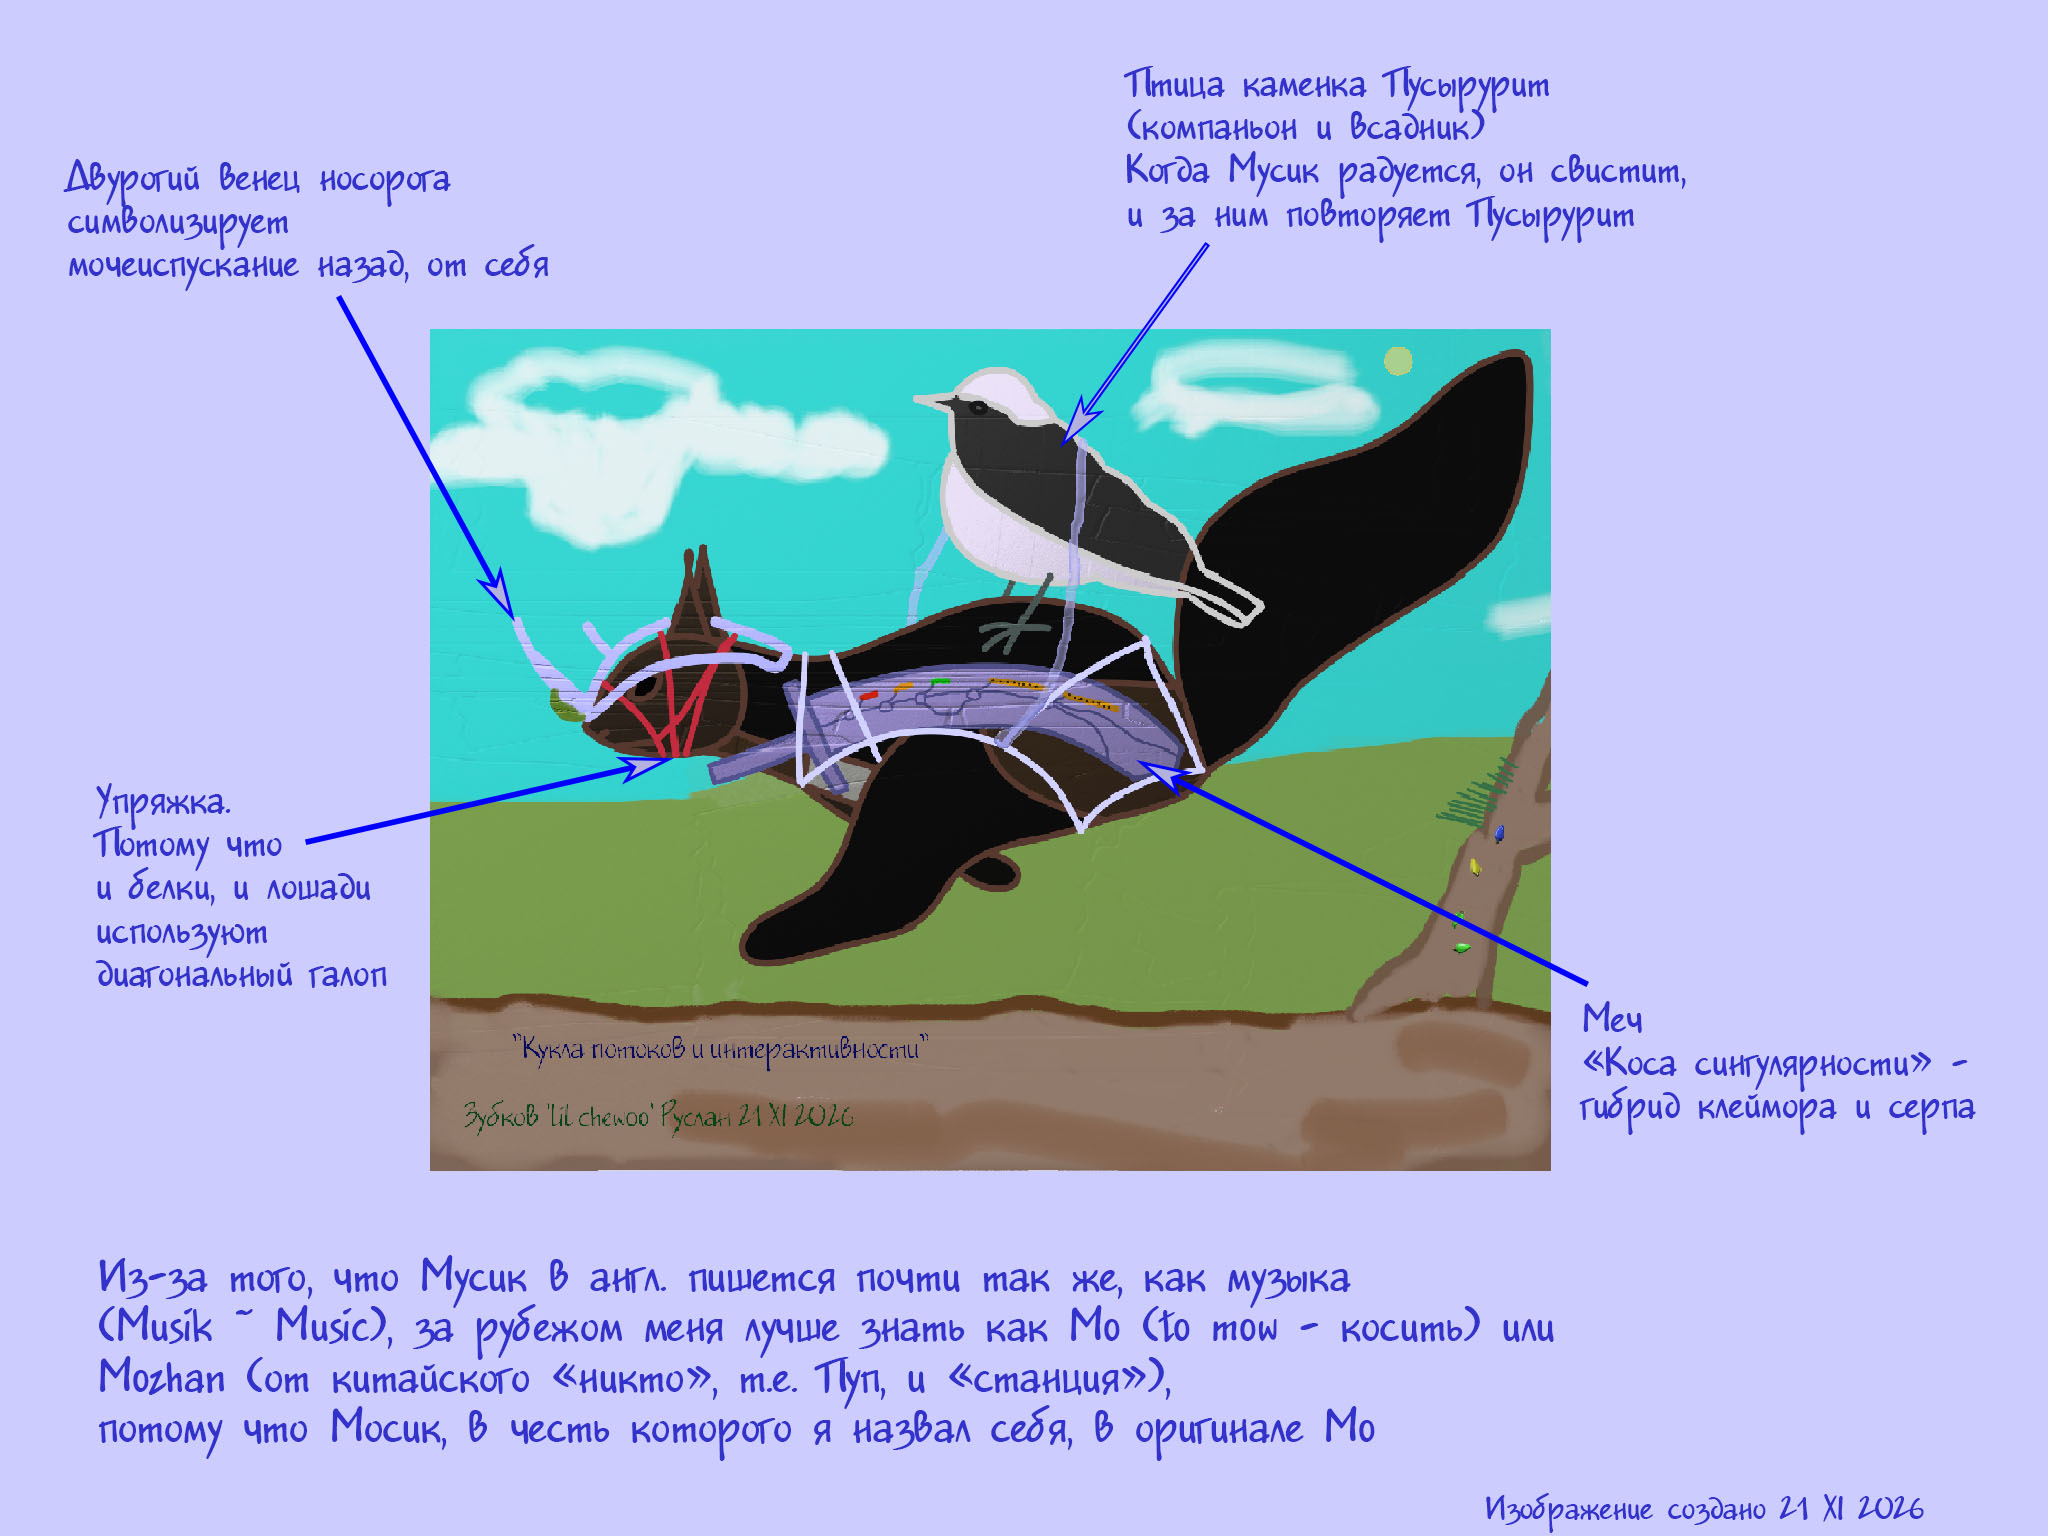 Птица каменка Пусырурит
(компаньон и всадник)
Когда Мусик радуется, он свистит,
и за ним повторяет Пусырурит
Двурогий венец носорога
символизирует
мочеиспускание назад, от себя
Упряжка.
Потому что
и белки, и лошади
используют
диагональный галоп
Меч
«Коса сингулярности» -
гибрид клеймора и серпа
"Кукла потоков и интерактивности"
Зубков 'lil chewoo' Руслан 21 XI 2026
Из-за того, что Мусик в англ. пишется почти так же, как музыка
(Musik ~ Music), за рубежом меня лучше знать как Mo (to mow - косить) или
Mozhan (от китайского «никто», т.е. Пуп, и «станция»),
потому что Мосик, в честь которого я назвал себя, в оригинале Mo
Изображение создано 21 XI 2026